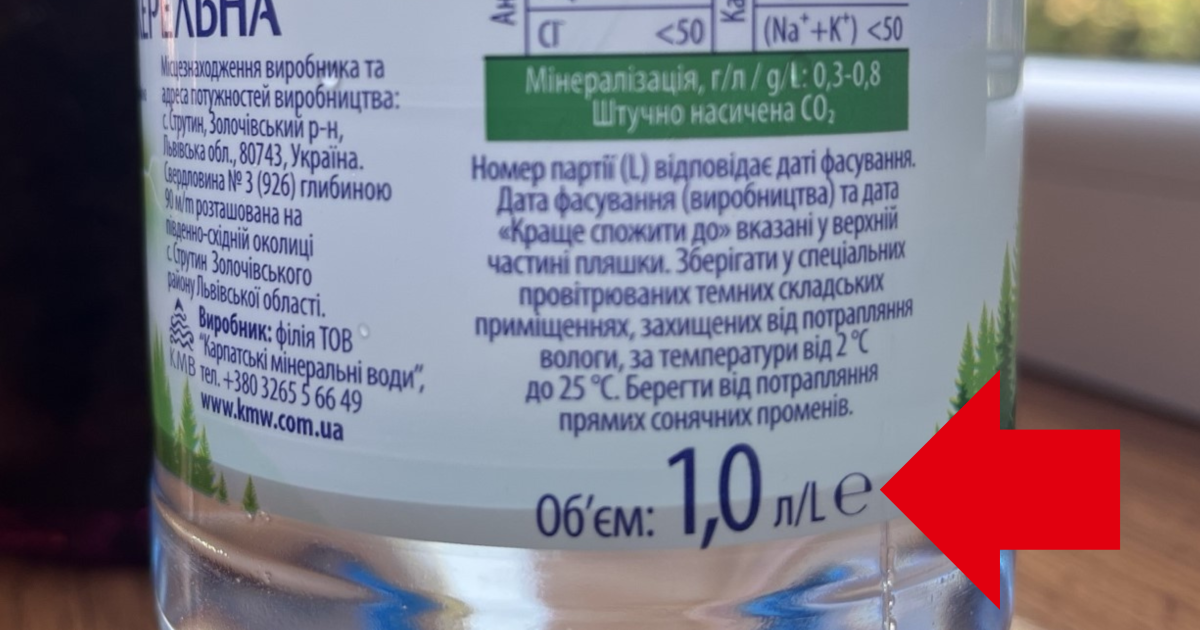 РЕЛЬНА
Місцезнаходження виробника та
адреса потужностей виробництва:
с. Струтин, Золочівський р-н,
Львівська обл., 80743, Україна.
Свердловина № 3 (926) глибиною
90 м/m розташована на
південно-східній околиці
с. Струтин Золочівського
району Львівської області.
КМВ
Виробник: філія ТОВ
"Карпатські мінеральні води",
тел. +380 3265 5 66 49
www.kmw.com.ua
Ан
Cl⁻ <50
Ка
(Na⁺+K⁺) <50
Мінералізація, г/л / g/L: 0,3-0,8
Штучно насичена CO₂
Номер партії (L) відповідає даті фасування.
Дата фасування (виробництва) та дата
«Краще спожити до» вказані у верхній
частині пляшки. Зберігати у спеціальних
провітрюваних темних складських
приміщеннях, захищених від потрапляння
вологи, за температури від 2 °С
до 25 °С. Берегти від потрапляння
прямих сонячних променів.
Об'єм: 1,0 л/L ℮